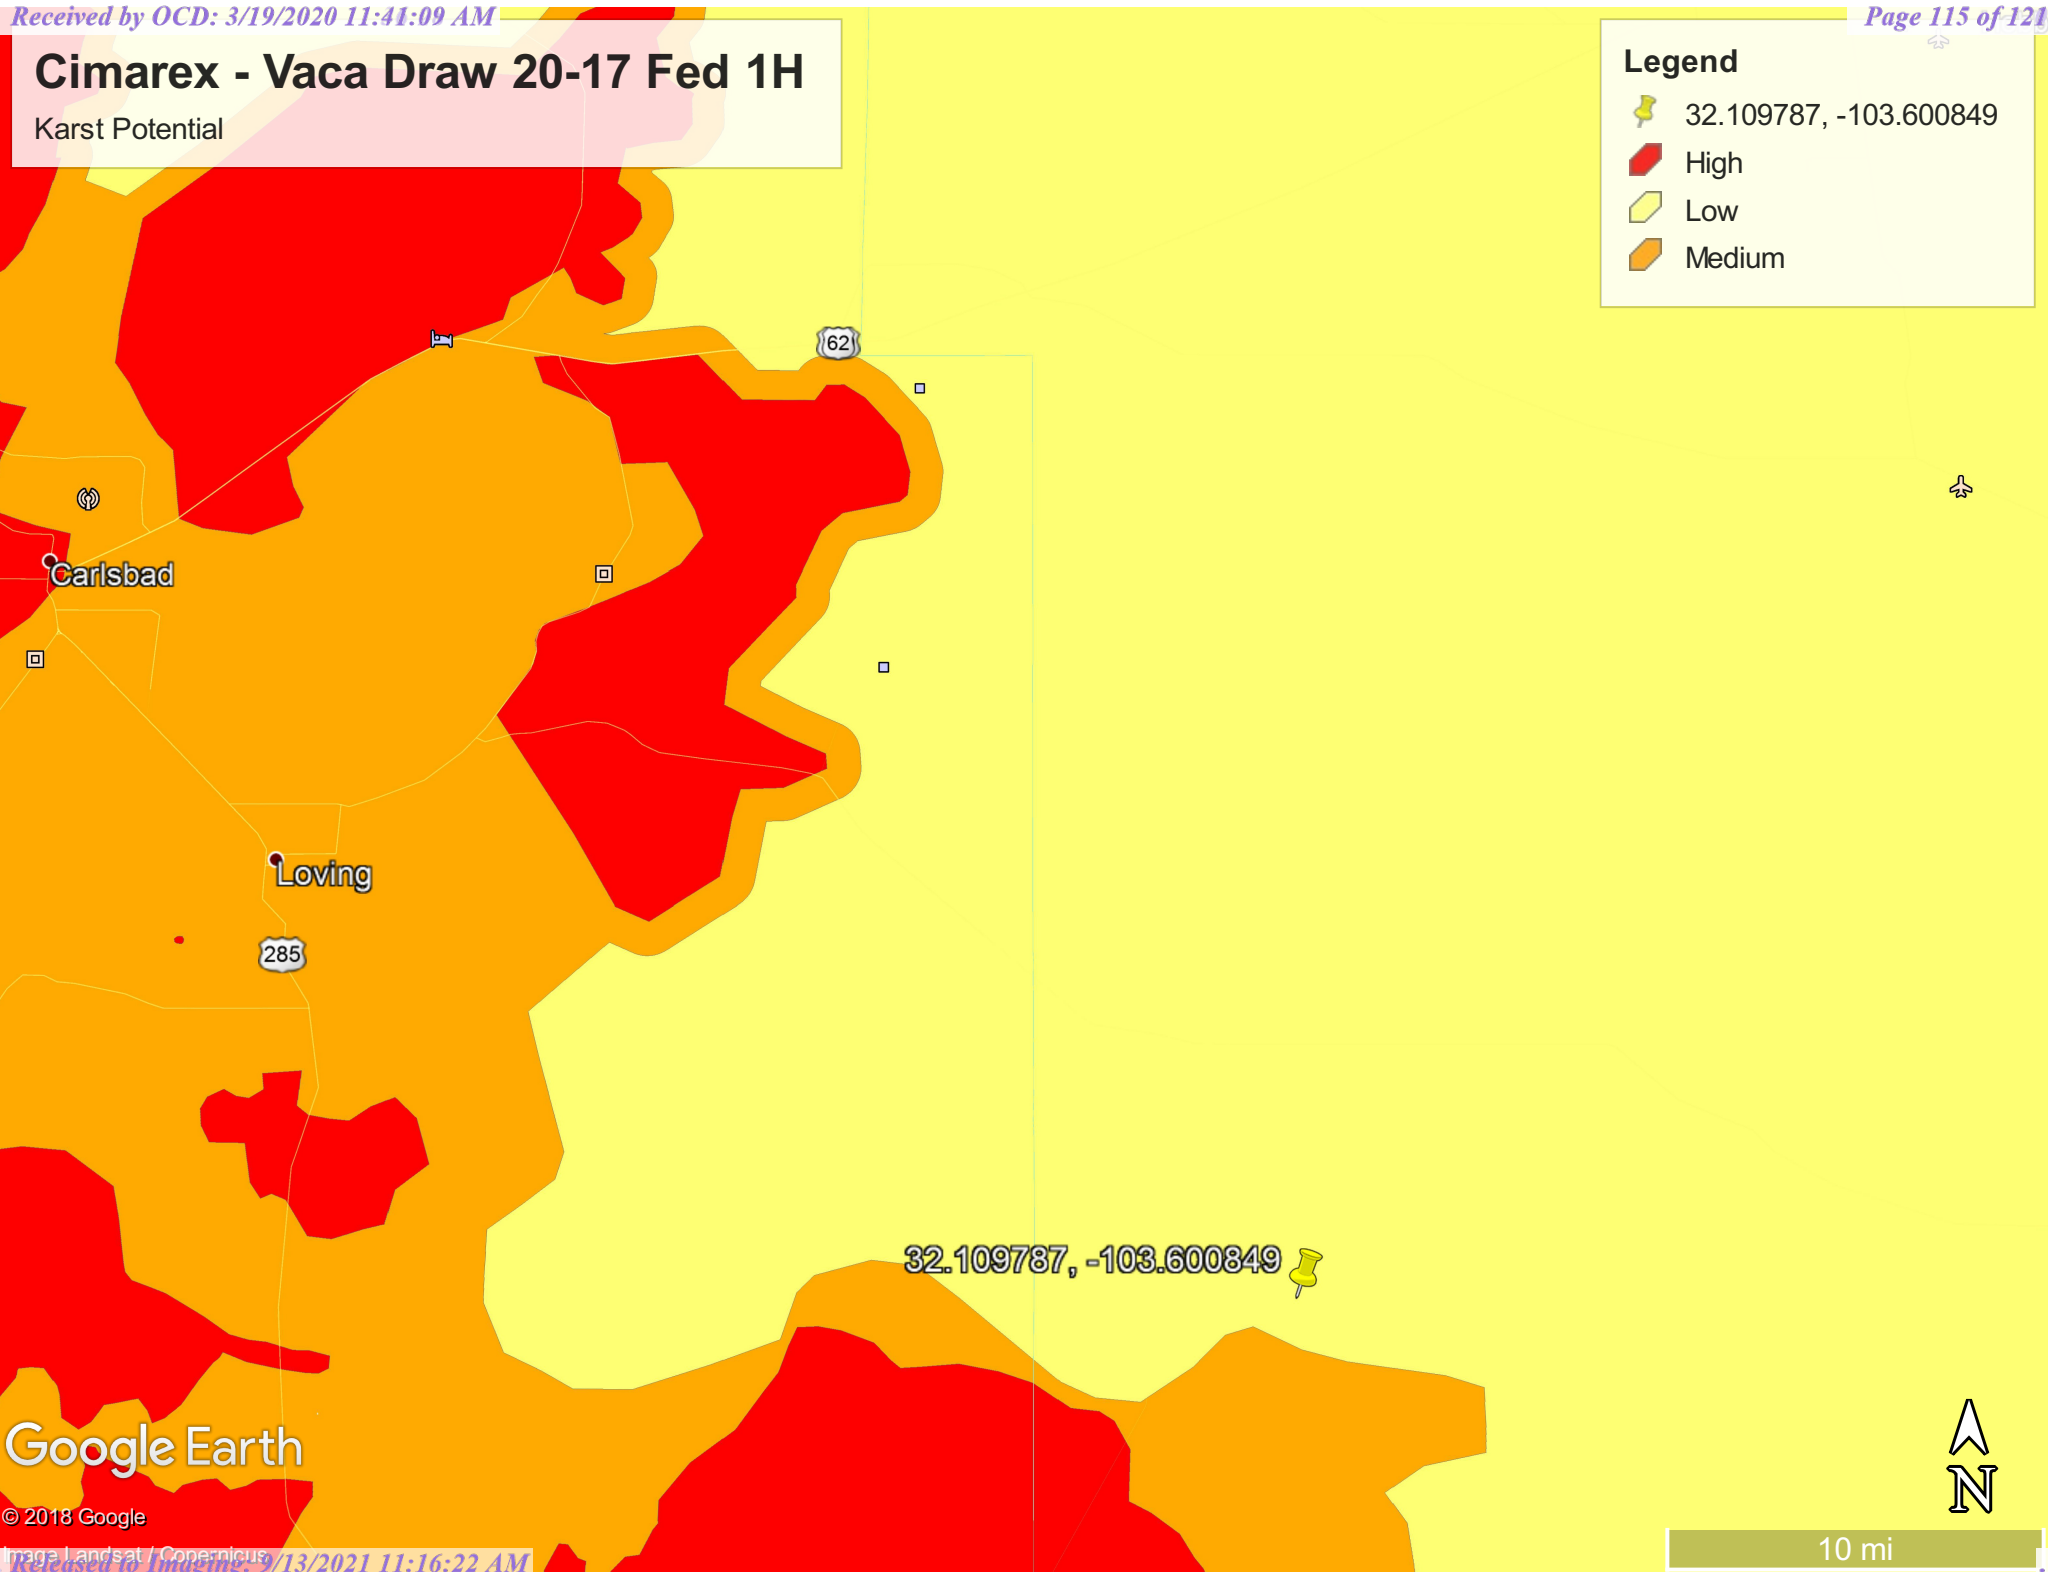 Received by OCD: 3/19/2020 11:41:09 AM
Page 115 of 121
Cimarex - Vaca Draw 20-17 Fed 1H
Karst Potential
Legend
32.109787, -103.600849
High
Low
Medium
62
Carlsbad
Loving
285
32.109787, -103.600849
Google Earth
© 2018 Google
Image Landsat / Copernicus
Released to Imaging: 9/13/2021 11:16:22 AM
N
10 mi